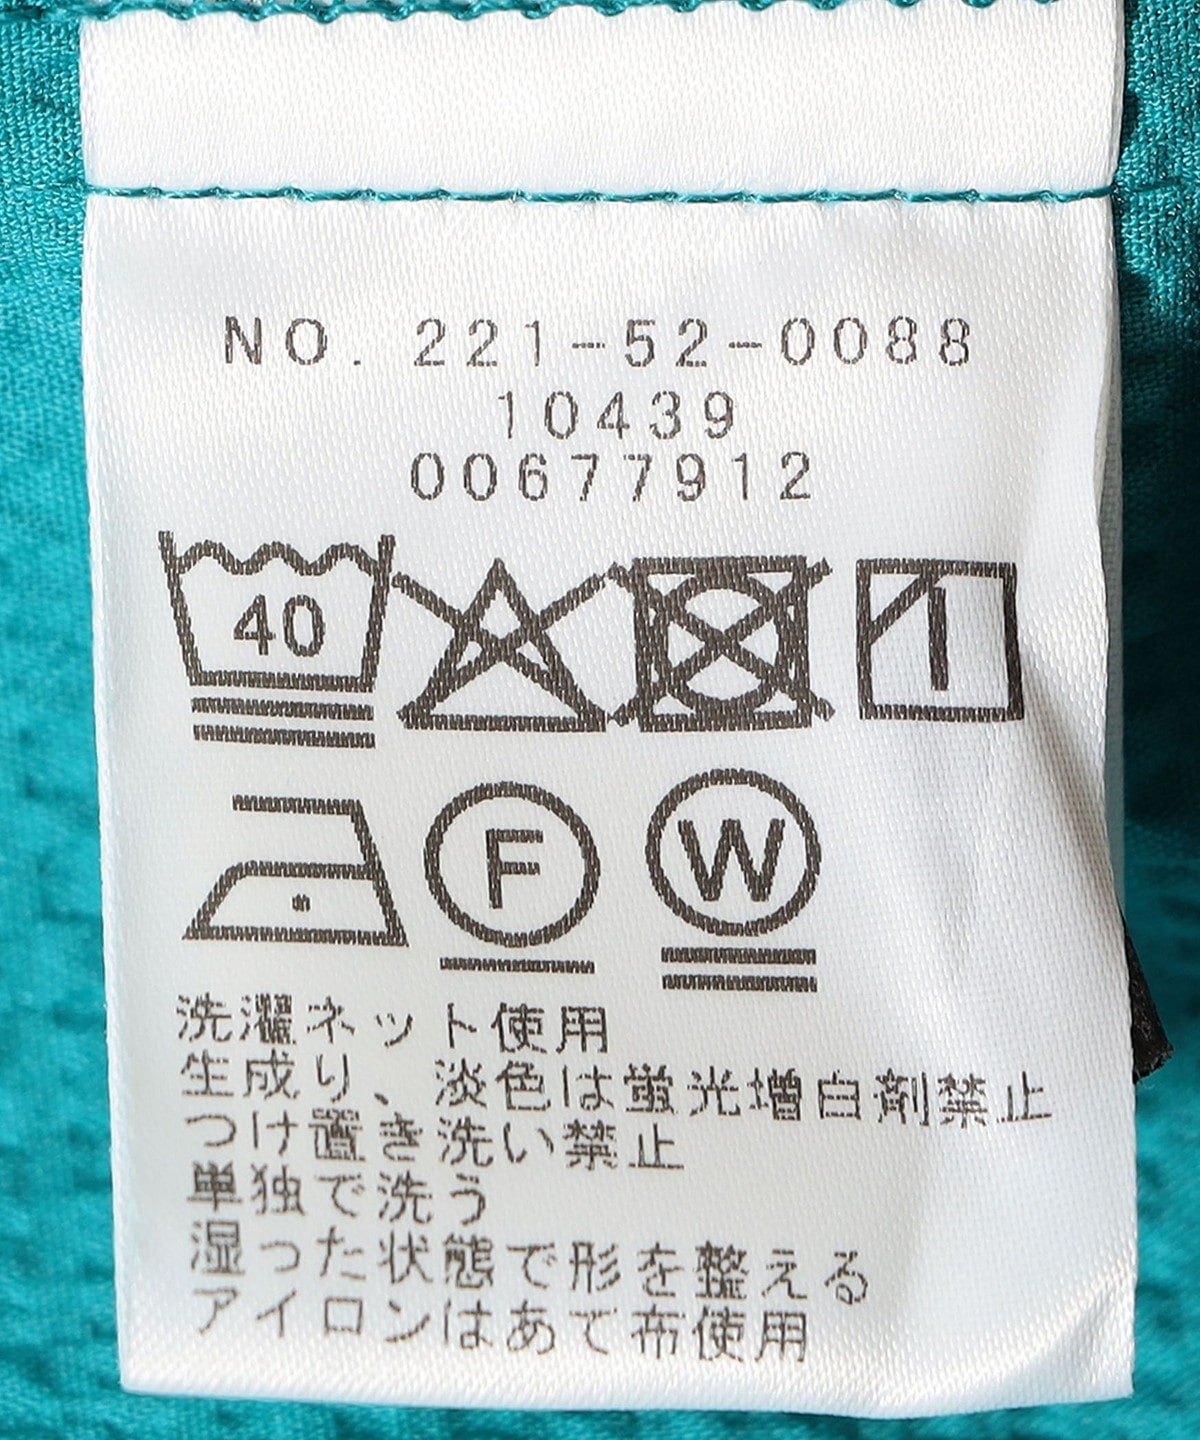 NO. 221-52-0088
10439
00677912
40
F
W
洗濯ネット使用
生成り、淡色は蛍光増白剤禁止
つけ置き洗い禁止
単独で洗う
湿った状態で形を整える
アイロンはあて布使用